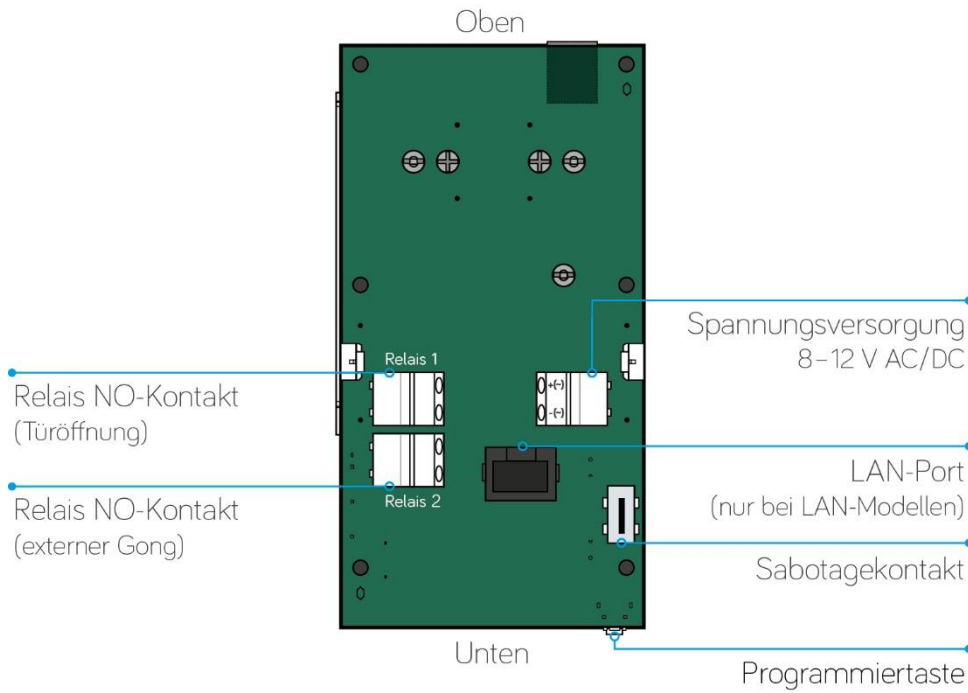 Oben
Relais 1
+(~)
-(~)
Spannungsversorgung
8–12 V AC/DC
Relais NO-Kontakt
(Türöffnung)
LAN-Port
(nur bei LAN-Modellen)
Relais 2
Relais NO-Kontakt
(externer Gong)
Sabotagekontakt
Unten
Programmiertaste